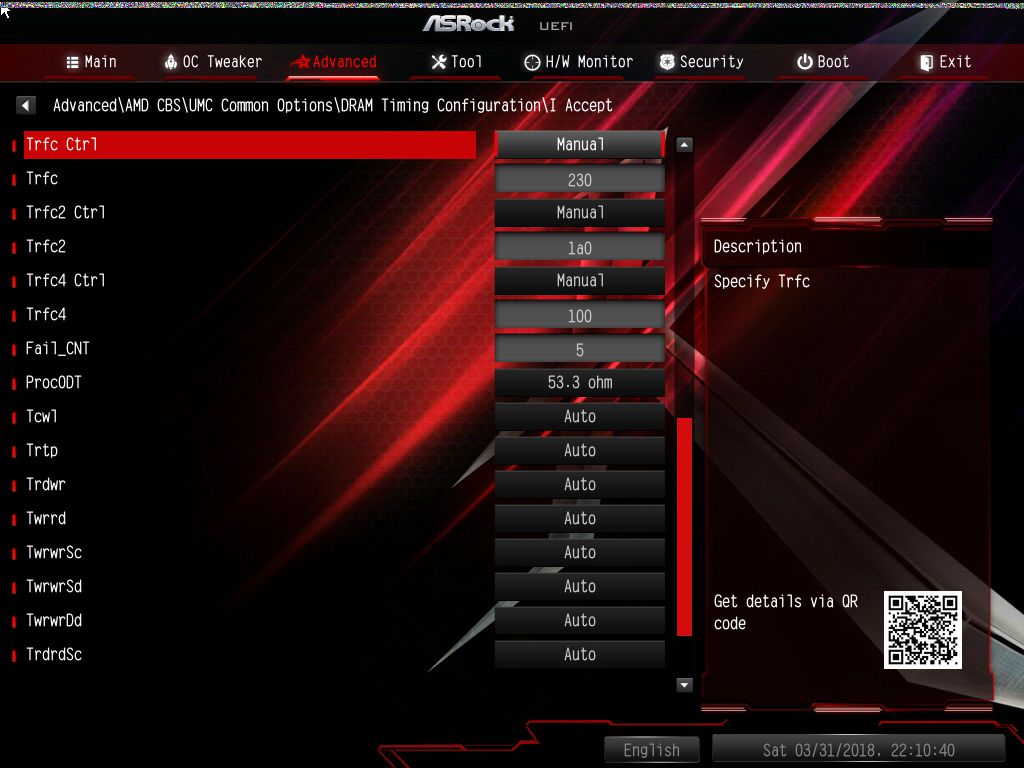 ASRock UEFI
Main OC Tweaker Advanced Tool H/W Monitor Security Boot Exit
Advanced\AMD CBS\UMC Common Options\DRAM Timing Configuration\I Accept
Trfc Ctrl Manual
Trfc 230
Trfc2 Ctrl Manual
Trfc2 1a0
Trfc4 Ctrl Manual
Trfc4 100
Fail_CNT 5
ProcODT 53.3 ohm
Tcwl Auto
Trtp Auto
Trdwr Auto
Twrrd Auto
TwrwrSc Auto
TwrwrSd Auto
TwrwrDd Auto
TrdrdSc Auto
Description
Specify Trfc
Get details via QR
code
English Sat 03/31/2018, 22:10:40